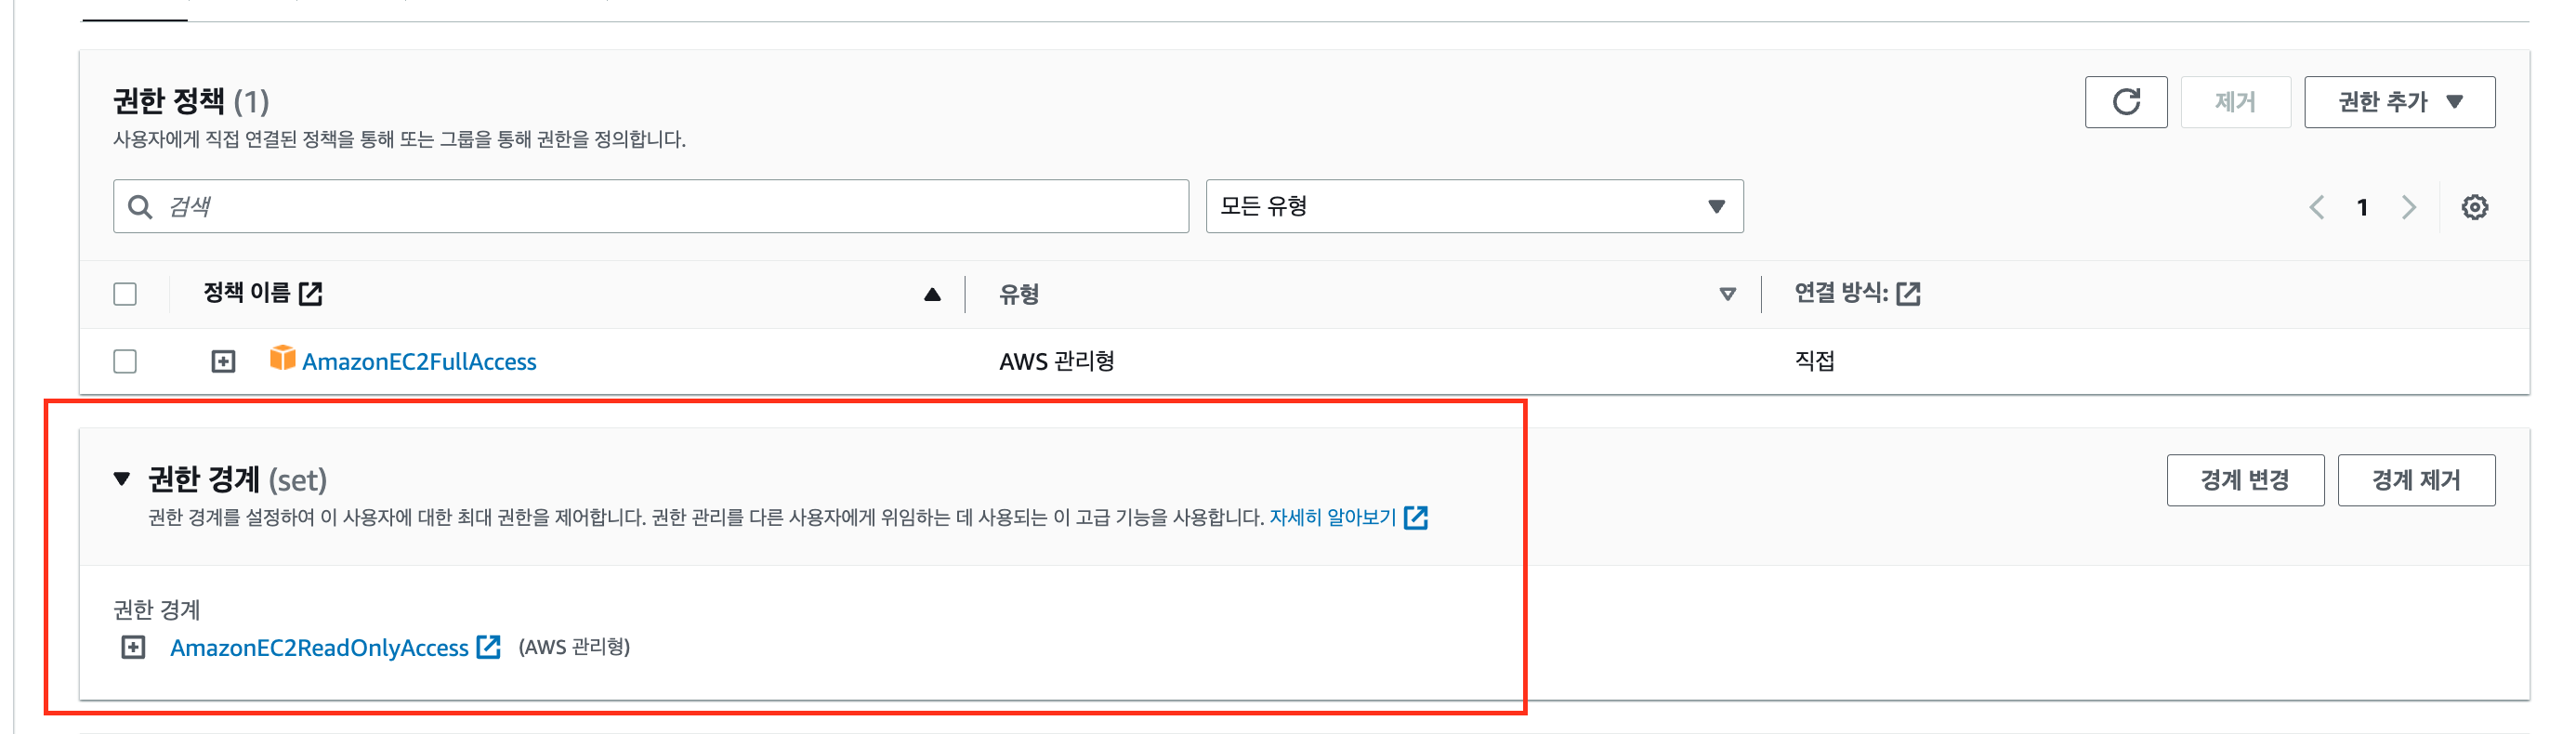 권한 정책 (1)
제거
권한 추가
사용자에게 직접 연결된 정책을 통해 또는 그룹을 통해 권한을 정의합니다.
검색
모든 유형
1
정책 이름
유형
연결 방식:
AmazonEC2FullAccess
AWS 관리형
직접
권한 경계 (set)
경계 변경
경계 제거
권한 경계를 설정하여 이 사용자에 대한 최대 권한을 제어합니다. 권한 관리를 다른 사용자에게 위임하는 데 사용되는 이 고급 기능을 사용합니다. 자세히 알아보기
권한 경계
AmazonEC2ReadOnlyAccess (AWS 관리형)